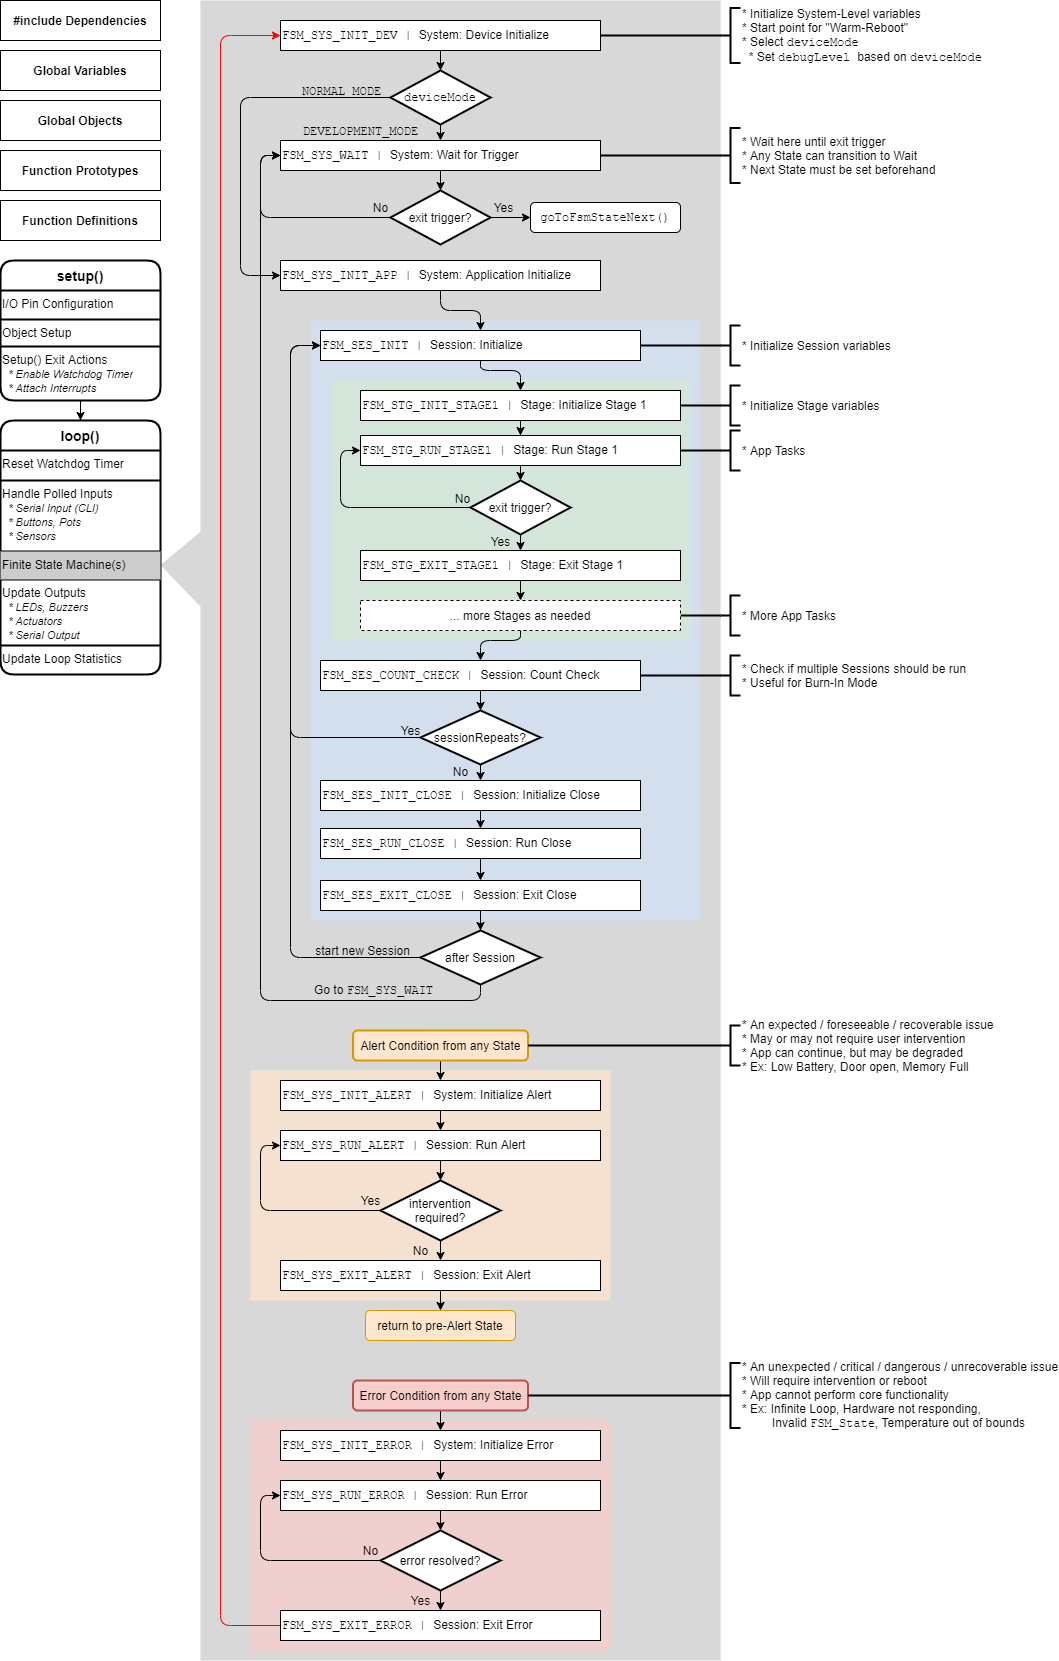 #include Dependencies
Global Variables
Global Objects
Function Prototypes
Function Definitions
setup()
I/O Pin Configuration
Object Setup
Setup() Exit Actions
* Enable Watchdog Timer
* Attach Interrupts
loop()
Reset Watchdog Timer
Handle Polled Inputs
* Serial Input (CLI)
* Buttons, Pots
* Sensors
Finite State Machine(s)
Update Outputs
* LEDs, Buzzers
* Actuators
* Serial Output
Update Loop Statistics
FSM_SYS_INIT_DEV | System: Device Initialize
* Initialize System-Level variables
* Start point for "Warm-Reboot"
* Select deviceMode
* Set debugLevel based on deviceMode
NORMAL_MODE
deviceMode
DEVELOPMENT_MODE
FSM_SYS_WAIT | System: Wait for Trigger
* Wait here until exit trigger
* Any State can transition to Wait
* Next State must be set beforehand
No
exit trigger?
Yes
goToFsmStateNext()
FSM_SYS_INIT_APP | System: Application Initialize
FSM_SES_INIT | Session: Initialize
* Initialize Session variables
FSM_STG_INIT_STAGE1 | Stage: Initialize Stage 1
* Initialize Stage variables
FSM_STG_RUN_STAGE1 | Stage: Run Stage 1
* App Tasks
No
exit trigger?
Yes
FSM_STG_EXIT_STAGE1 | Stage: Exit Stage 1
... more Stages as needed
* More App Tasks
FSM_SES_COUNT_CHECK | Session: Count Check
* Check if multiple Sessions should be run
* Useful for Burn-In Mode
Yes
sessionRepeats?
No
FSM_SES_INIT_CLOSE | Session: Initialize Close
FSM_SES_RUN_CLOSE | Session: Run Close
FSM_SES_EXIT_CLOSE | Session: Exit Close
start new Session
after Session
Go to FSM_SYS_WAIT
Alert Condition from any State
* An expected / foreseeable / recoverable issue
* May or may not require user intervention
* App can continue, but may be degraded
* Ex: Low Battery, Door open, Memory Full
FSM_SYS_INIT_ALERT | System: Initialize Alert
FSM_SYS_RUN_ALERT | Session: Run Alert
Yes
intervention
required?
No
FSM_SYS_EXIT_ALERT | Session: Exit Alert
return to pre-Alert State
Error Condition from any State
* An unexpected / critical / dangerous / unrecoverable issue
* Will require intervention or reboot
* App cannot perform core functionality
* Ex: Infinite Loop, Hardware not responding,
Invalid FSM_State, Temperature out of bounds
FSM_SYS_INIT_ERROR | System: Initialize Error
FSM_SYS_RUN_ERROR | Session: Run Error
No
error resolved?
Yes
FSM_SYS_EXIT_ERROR | Session: Exit Error